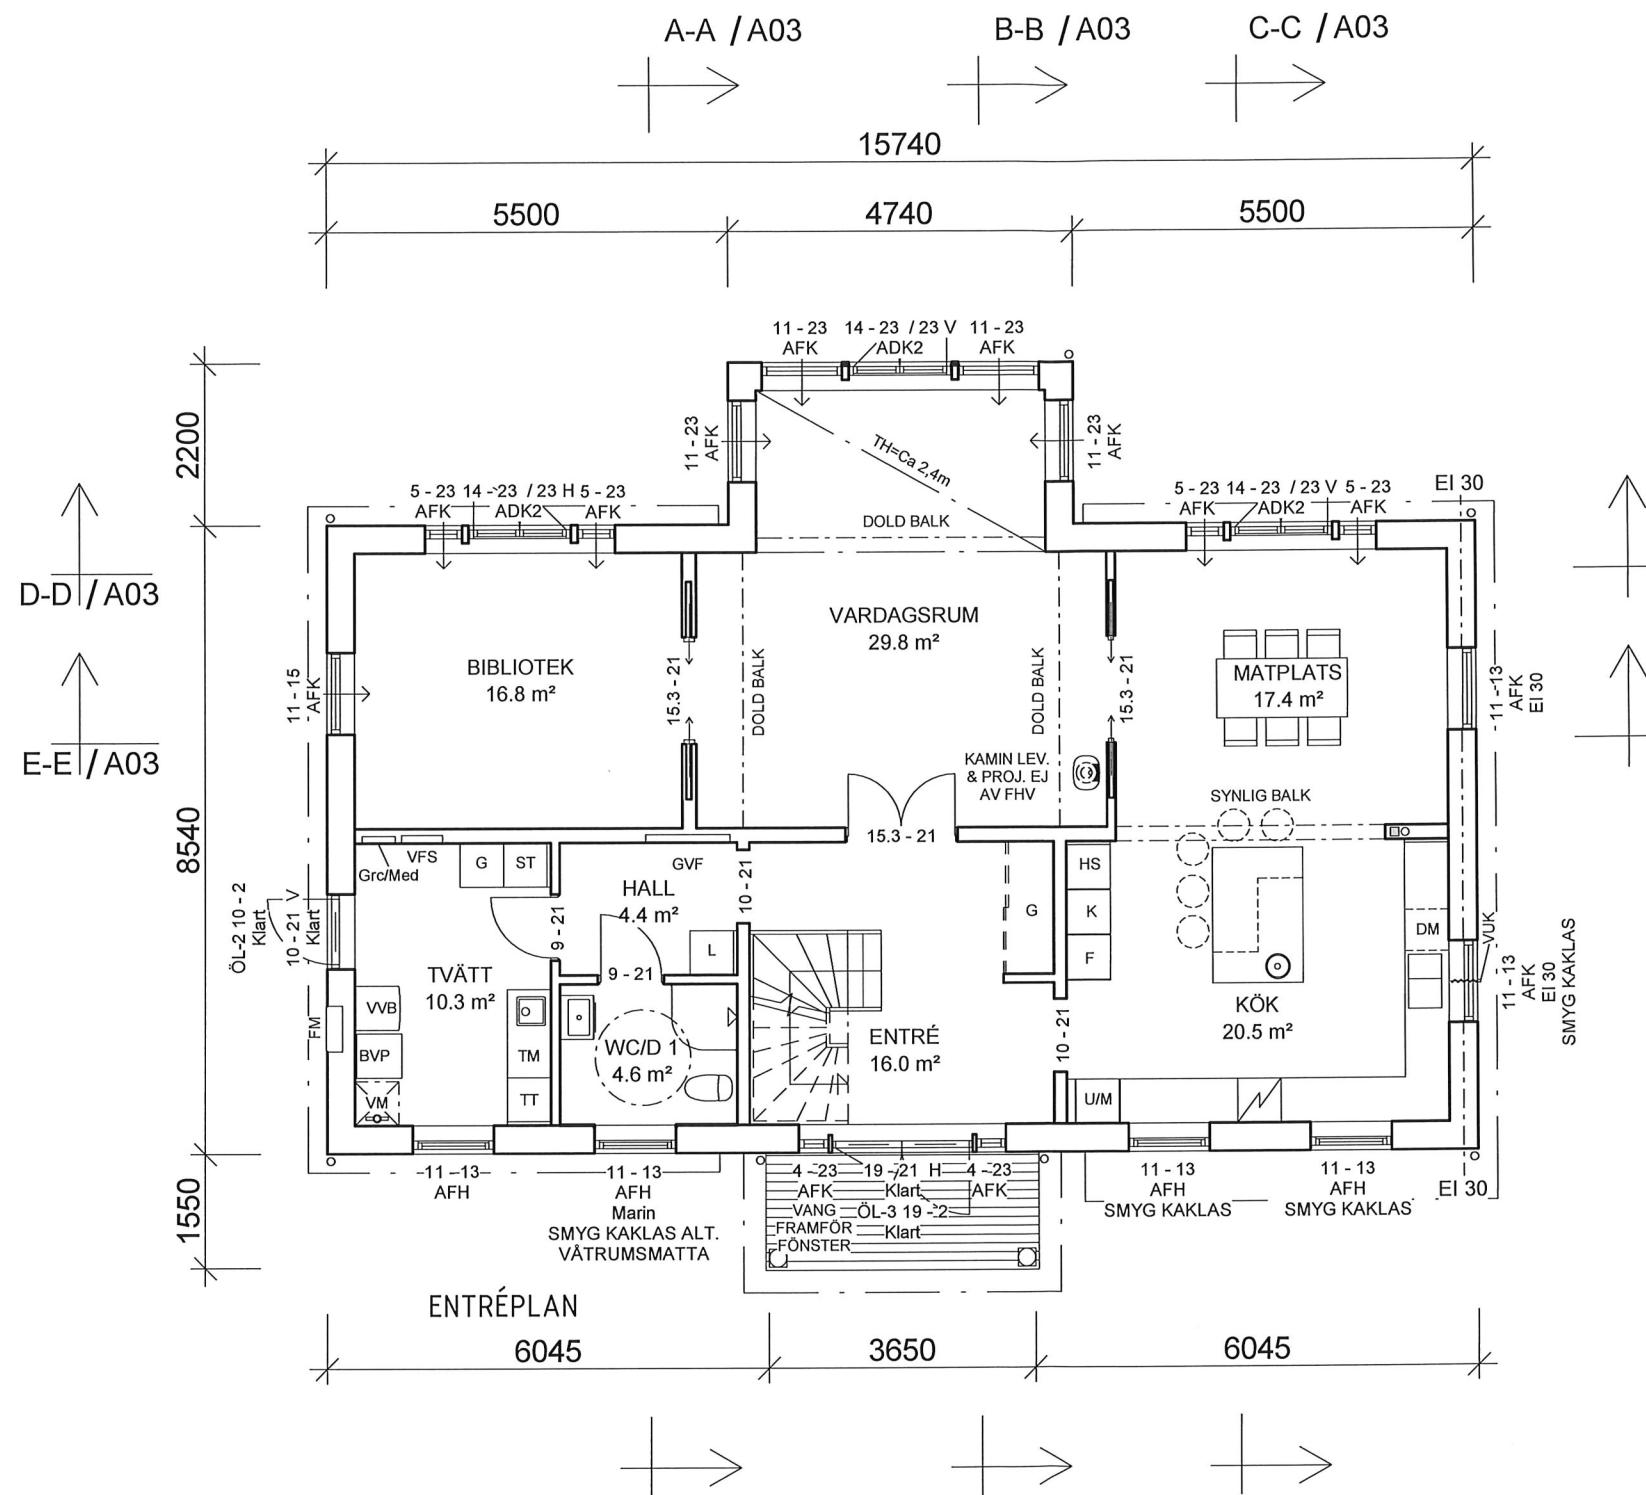 A-A / A03
B-B / A03
C-C / A03
15740
5500
4740
5500
11 - 23
AFK
14 - 23 / 23 V
ADK2
11 - 23
AFK
2200
11 - 23
AFK
11 - 23
AFK
TH=Ca 2,4m
5 - 23
AFK
14 - 23 / 23 H
ADK2
5 - 23
AFK
DOLD BALK
5 - 23
AFK
14 - 23 / 23 V
ADK2
5 - 23
AFK
EI 30
D-D / A03
E-E / A03
8540
11 - 15
AFK
BIBLIOTEK
16.8 m²
15.3 - 21
DOLD BALK
VARDAGSRUM
29.8 m²
DOLD BALK
15.3 - 21
MATPLATS
17.4 m²
11 - 13
AFK
EI 30
KAMIN LEV.
& PROJ. EJ
AV FHV
SYNLIG BALK
15.3 - 21
VFS
Grc/Med
G
ST
GVF
HALL
4.4 m²
10 - 21
L
9 - 21
9 - 21
ÖL-2 10 - 2
Klart
10 - 21 V
Klart
TVÄTT
10.3 m²
FM
VVB
BVP
VM
TM
TT
WC/D 1
4.6 m²
ENTRÉ
16.0 m²
G
HS
K
F
10 - 21
U/M
KÖK
20.5 m²
DM
VUK
11 - 13
AFK
EI 30
SMYG KAKLAS
11 - 13
AFH
11 - 13
AFH
Marin
SMYG KAKLAS ALT.
VÅTRUMSMATTA
4 - 23
AFK
VANG
FRAMFÖR
FÖNSTER
19 - 21 H
Klart
ÖL-3 19 - 2
Klart
4 - 23
AFK
11 - 13
AFH
SMYG KAKLAS
11 - 13
AFH
SMYG KAKLAS
EI 30
1550
ENTRÉPLAN
6045
3650
6045